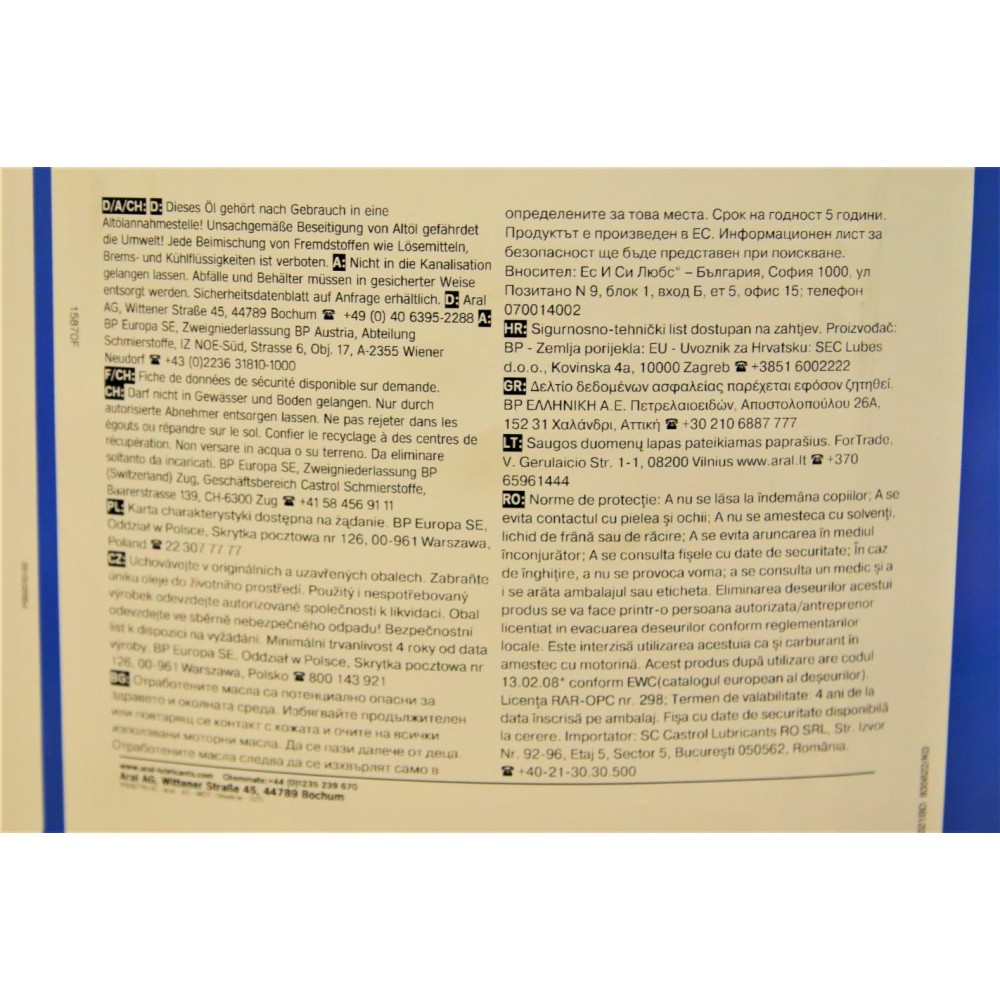 D/A/CH: D: Dieses Öl gehört nach Gebrauch in eine
Altölannahmestelle! Unsachgemäße Beseitigung von Altöl gefährdet
die Umwelt! Jede Beimischung von Fremdstoffen wie Lösemitteln,
Brems- und Kühlflüssigkeiten ist verboten. A: Nicht in die Kanalisation
gelangen lassen. Abfälle und Behälter müssen in gesicherter Weise
entsorgt werden. Sicherheitsdatenblatt auf Anfrage erhältlich. D: Aral
AG, Wittener Straße 45, 44789 Bochum ☎ +49 (0) 40 6395-2288 A:
BP Europa SE, Zweigniederlassung BP Austria, Abteilung
Schmierstoffe, IZ NOE-Süd, Strasse 6, Obj. 17, A-2355 Wiener
Neudorf ☎ +43 (0)2236 31810-1000
F/CH: Fiche de données de sécurité disponible sur demande.
CH: Darf nicht in Gewässer und Boden gelangen. Nur durch
autorisierte Abnehmer entsorgen lassen. Ne pas rejeter dans les
égouts ou répandre sur le sol. Confier le recyclage à des centres de
récupération. Non versare in acqua o su terreno. Da eliminare
soltanto da incaricati. BP Europa SE, Zweigniederlassung BP
(Switzerland) Zug, Geschäftsbereich Castrol Schmierstoffe,
Baarerstrasse 139, CH-6300 Zug ☎ +41 58 456 91 11
PL: Karta charakterystyki dostępna na żądanie. BP Europa SE,
Oddział w Polsce, Skrytka pocztowa nr 126, 00-961 Warszawa,
Poland ☎ 22 307 77 77
CZ: Uchovávejte v originálních a uzavřených obalech. Zabraňte
úniku oleje do životního prostředí. Použitý i nespotřebovaný
výrobek odevzdejte autorizované společnosti k likvidaci. Obal
odevzdejte ve sběrně nebezpečného odpadu! Bezpečnostní
list k dispozici na vyžádání. Minimální trvanlivost 4 roky od data
výroby. BP Europa SE, Oddział w Polsce, Skrytka pocztowa nr
126, 00-961 Warszawa, Polsko ☎ 800 143 921
BG: Отработените масла са потенциално опасни за
здравето и околната среда. Избягвайте продължителен
или повтарящ се контакт с кожата и очите на всички
използвани моторни масла. Да се пази далече от деца.
Отработените масла следва да се изхвърлят само в
www.aral-lubricants.com Chemmate:+44 (0)1235 239 670
Aral AG, Wittener Straße 45, 44789 Bochum
определените за това места. Срок на годност 5 години.
Продуктът е произведен в ЕС. Информационен лист за
безопасност ще бъде представен при поискване.
Вносител: Ес И Си Любс" – България, София 1000, ул
Позитано N 9, блок 1, вход Б, ет 5, офис 15; телефон
070014002
HR: Sigurnosno-tehnički list dostupan na zahtjev. Proizvođač:
BP - Zemlja porijekla: EU - Uvoznik za Hrvatsku: SEC Lubes
d.o.o., Kovinska 4a, 10000 Zagreb ☎ +3851 6002222
GR: Δελτίο δεδομένων ασφαλείας παρέχεται εφόσον ζητηθεί.
BP ΕΛΛΗΝΙΚΗ Α.Ε. Πετρελαιοειδών, Αποστολοπούλου 26Α,
152 31 Χαλάνδρι, Αττική ☎ +30 210 6887 777
LT: Saugos duomenų lapas pateikiamas paprašius. ForTrade,
V. Gerulaicio Str. 1-1, 08200 Vilnius www.aral.lt ☎ +370
65961444
RO: Norme de protecţie: A nu se lăsa la îndemâna copiilor; A se
evita contactul cu pielea şi ochii; A nu se amesteca cu solvenţi,
lichid de frână sau de răcire; A se evita aruncarea în mediul
înconjurător; A se consulta fişele cu date de securitate; În caz
de înghiţire, a nu se provoca voma; a se consulta un medic şi a
i se arăta ambalajul sau eticheta. Eliminarea deseurilor acestui
produs se va face printr-o persoana autorizata/antreprenor
licentiat in evacuarea deseurilor conform reglementarilor
locale. Este interzisă utilizarea acestuia ca şi carburant în
amestec cu motorină. Acest produs după utilizare are codul
13.02.08* conform EWC(catalogul european al deşeurilor).
Licenţa RAR-OPC nr. 298; Termen de valabilitate: 4 ani de la
data înscrisă pe ambalaj. Fişa cu date de securitate disponibilă
la cerere. Importator: SC Castrol Lubricants RO SRL, Str. Izvor
Nr. 92-96, Etaj 5, Sector 5, Bucureşti 050562, România.
☎ +40-21-30.30.500
15870F